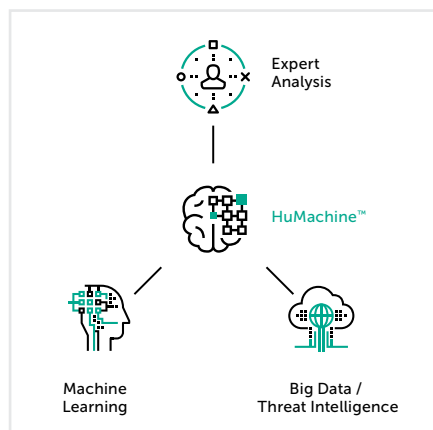 Expert
Analysis
HuMachine™
Machine
Learning
Big Data /
Threat Intelligence